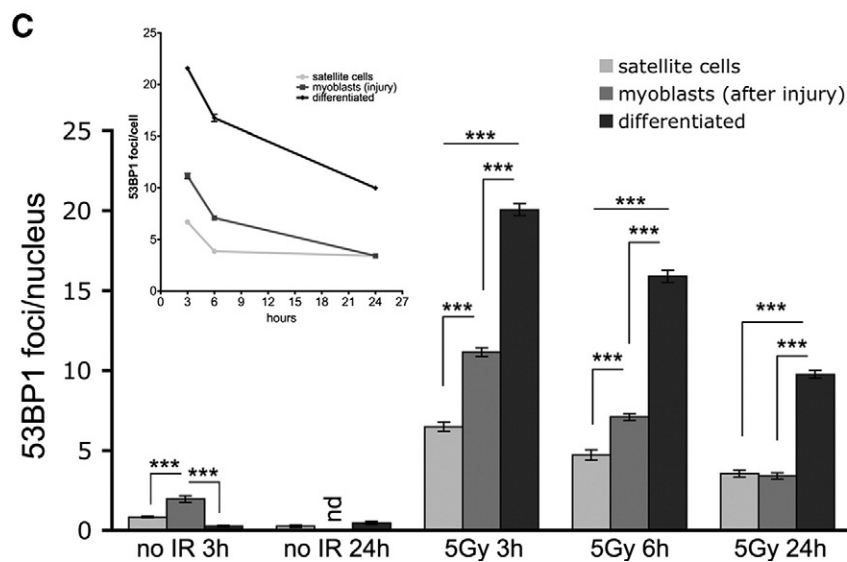 C
25
20
15
10
5
0
53BP1 foci/cell
0 3 6 9 12 15 18 21 24 27
hours
satellite cells
myoblasts (injury)
differentiated
satellite cells
myoblasts (after injury)
differentiated
53BP1 foci/nucleus
25
20
15
10
5
0
*** ***
nd
***
***
***
***
***
***
***
***
no IR 3h no IR 24h 5Gy 3h 5Gy 6h 5Gy 24h